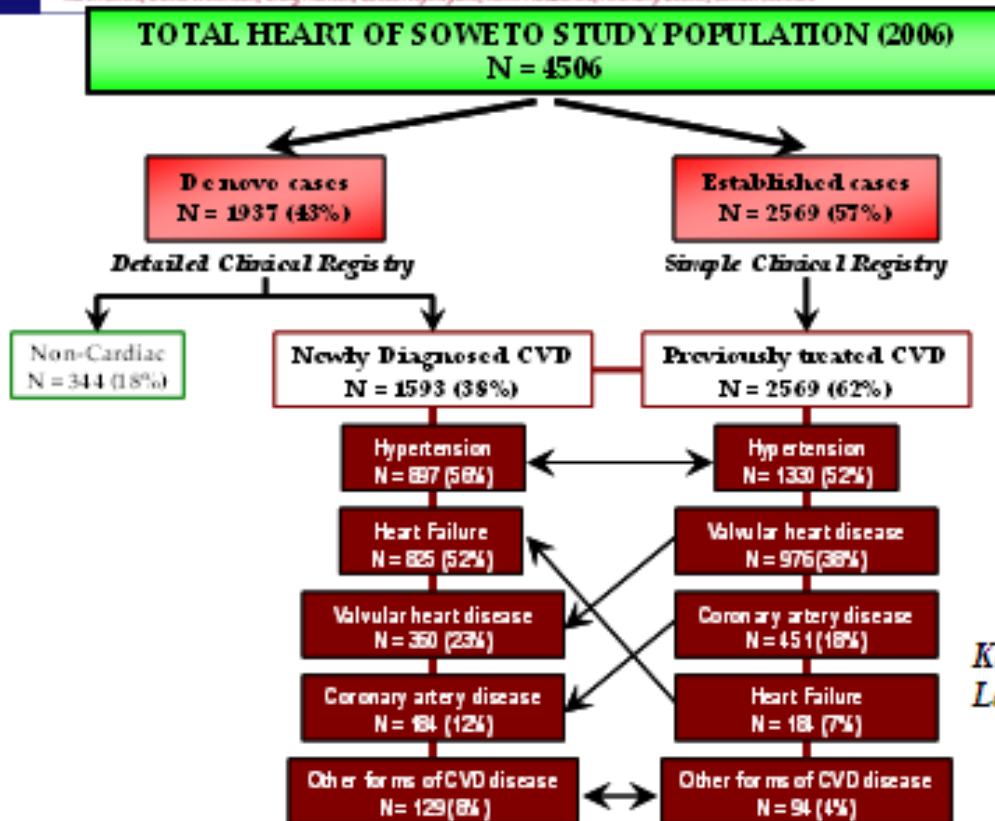 TOTAL HEART OF SOWETO STUDY POPULATION (2006)
N = 4506
De novo cases
N = 1937 (43%)
Established cases
N = 2569 (57%)
Detailed Clinical Registry
Simple Clinical Registry
Non-Cardiac
N = 344 (18%)
Newly Diagnosed CVD
N = 1593 (38%)
Previously treated CVD
N = 2569 (62%)
Hypertension
N = 897 (56%)
Hypertension
N = 1330 (52%)
Heart Failure
N = 825 (52%)
Valvular heart disease
N = 976 (38%)
Valvular heart disease
N = 360 (23%)
Coronary artery disease
N = 451 (18%)
Coronary artery disease
N = 184 (12%)
Heart Failure
N = 184 (7%)
Other forms of CVD disease
N = 129 (8%)
Other forms of CVD disease
N = 94 (4%)